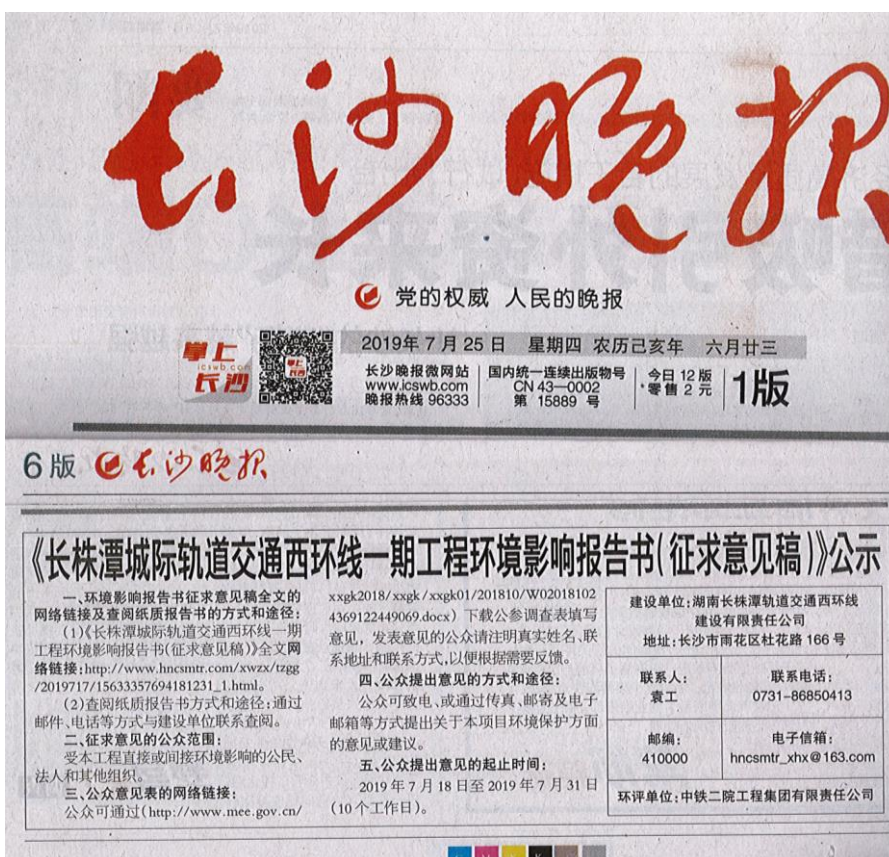 长沙晚报
党的权威 人民的晚报
掌上
icswb.com
长沙
掌上
长沙
2019年7月25日 星期四 农历己亥年 六月廿三
长沙晚报微网站
www.icswb.com
晚报热线 96333
国内统一连续出版物号
CN 43—0002
第 15889 号
今日 12 版
零售 2 元
1版
6版 长沙晚报
《长株潭城际轨道交通西环线一期工程环境影响报告书(征求意见稿)》公示
一、环境影响报告书征求意见稿全文的
网络链接及查阅纸质报告书的方式和途径:
(1)《长株潭城际轨道交通西环线一期
工程环境影响报告书(征求意见稿)》全文网
络链接:http://www.hncsmtr.com/xwzx/tzgg
/2019717/15633357694181231_1.html。
(2)查阅纸质报告书方式和途径:通过
邮件、电话等方式与建设单位联系查阅。
二、征求意见的公众范围:
受本工程直接或间接环境影响的公民、
法人和其他组织。
三、公众意见表的网络链接:
公众可通过(http://www.mee.gov.cn/
xxgk2018/xxgk/xxgk01/201810/W02018102
4369122449069.docx)下载公参调查表填写
意见，发表意见的公众请注明真实姓名、联
系地址和联系方式,以便根据需要反馈。
四、公众提出意见的方式和途径:
公众可致电、或通过传真、邮寄及电子
邮箱等方式提出关于本项目环境保护方面
的意见或建议。
五、公众提出意见的起止时间:
2019 年 7 月 18 日至 2019 年 7 月 31 日
(10 个工作日)。
建设单位:湖南长株潭轨道交通西环线
建设有限责任公司
地址:长沙市雨花区杜花路 166 号
联系人:
袁工
联系电话:
0731-86850413
邮编:
410000
电子信箱:
hncsmtr_xhx@163.com
环评单位:中铁二院工程集团有限责任公司